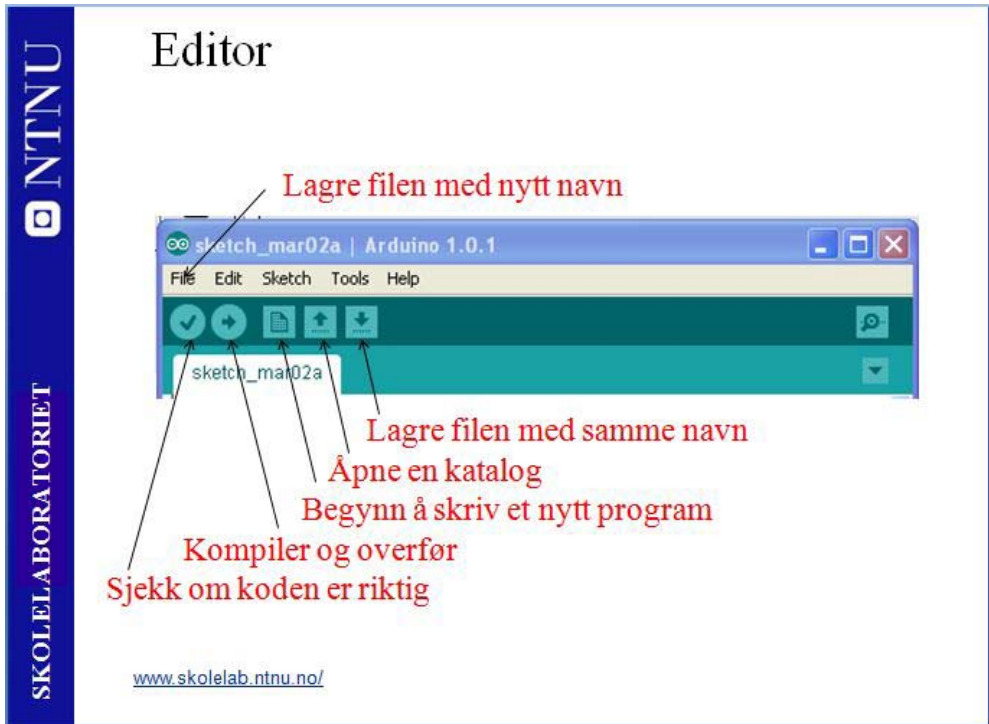 Editor
NTNU
SKOLELABORATORIET
Lagre filen med nytt navn
sketch_mar02a | Arduino 1.0.1
File Edit Sketch Tools Help
sketch_mar02a
Lagre filen med samme navn
Åpne en katalog
Begynn å skriv et nytt program
Kompiler og overfør
Sjekk om koden er riktig
www.skolelab.ntnu.no/